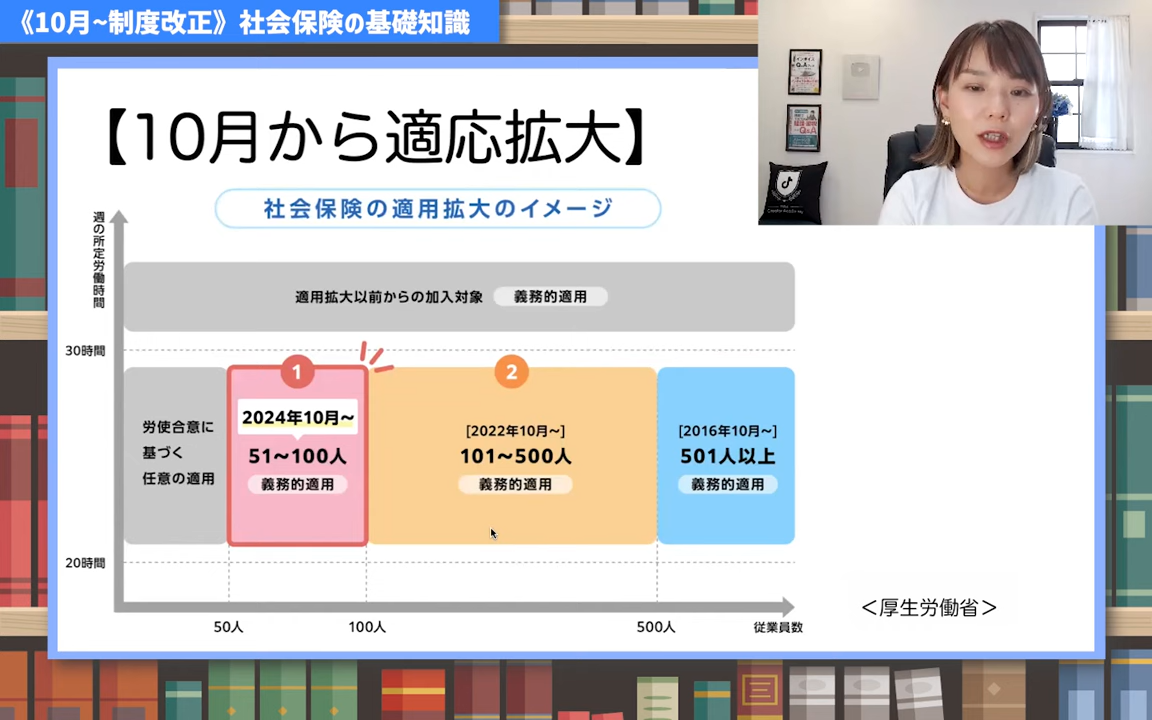 《10月~制度改正》社会保険の基礎知識
【10月から適応拡大】
社会保険の適用拡大のイメージ
週の所定労働時間
適用拡大以前からの加入対象 義務的適用
30時間
1
2
労使合意に
基づく
任意の適用
2024年10月～
51～100人
義務的適用
[2022年10月～]
101～500人
義務的適用
[2016年10月～]
501人以上
義務的適用
20時間
50人
100人
500人
従業員数
＜厚生労働省＞
Q&A
Q&A